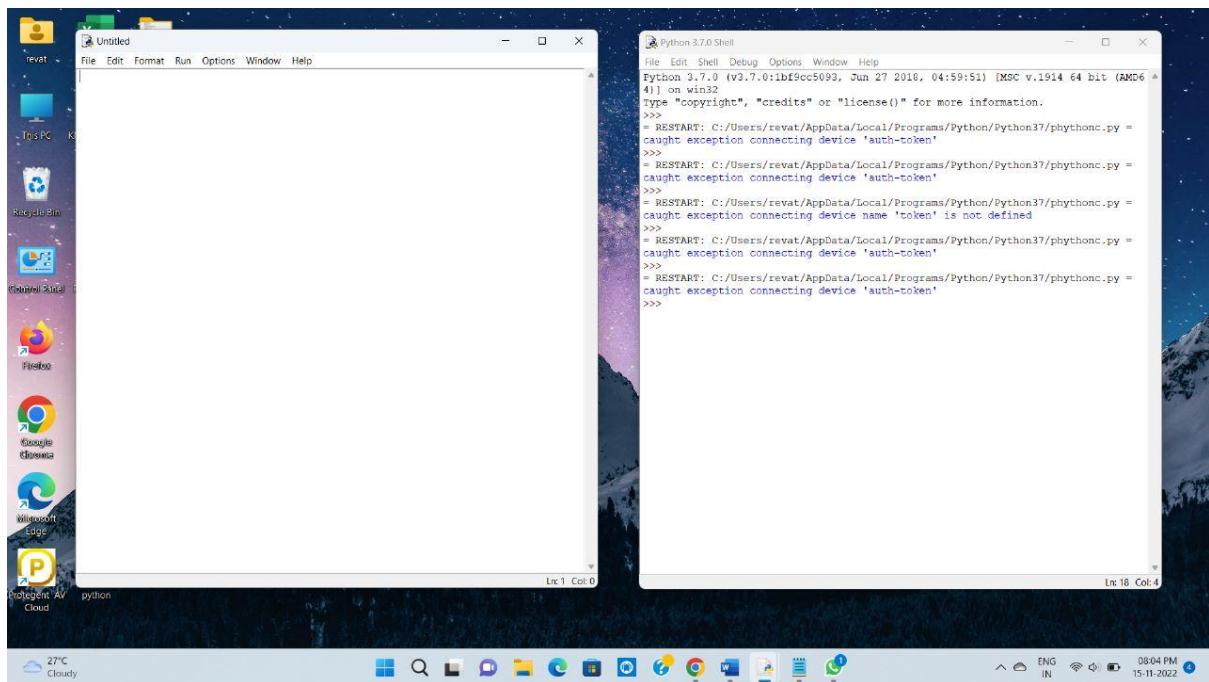 revat
This PC
Recycle Bin
Control Panel
Firefox
Google
Chrome
Microsoft
Edge
Protegent AV
Cloud
python
Untitled
File Edit Format Run Options Window Help
Ln: 1 Col: 0
Python 3.7.0 Shell
File Edit Shell Debug Options Window Help
Python 3.7.0 (v3.7.0:1bf9cc5093, Jun 27 2018, 04:59:51) [MSC v.1914 64 bit (AMD6
4)] on win32
Type "copyright", "credits" or "license()" for more information.
>>>
= RESTART: C:/Users/revat/AppData/Local/Programs/Python/Python37/phythonc.py =
caught exception connecting device 'auth-token'
>>>
= RESTART: C:/Users/revat/AppData/Local/Programs/Python/Python37/phythonc.py =
caught exception connecting device 'auth-token'
>>>
= RESTART: C:/Users/revat/AppData/Local/Programs/Python/Python37/phythonc.py =
caught exception connecting device name 'token' is not defined
>>>
= RESTART: C:/Users/revat/AppData/Local/Programs/Python/Python37/phythonc.py =
caught exception connecting device 'auth-token'
>>>
= RESTART: C:/Users/revat/AppData/Local/Programs/Python/Python37/phythonc.py =
caught exception connecting device 'auth-token'
>>>
Ln: 18 Col: 4
27°C
Cloudy
ENG
IN
08:04 PM
15-11-2022